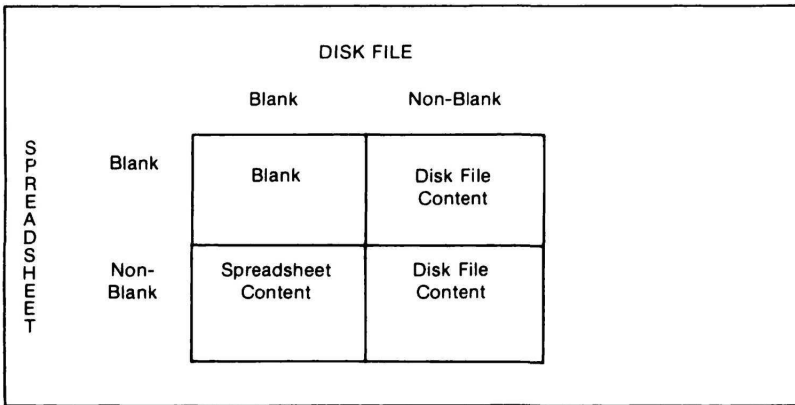 DISK FILE
Blank Non-Blank
SPREADSHEET
Blank
Blank
Disk File
Content
Non-
Blank
Spreadsheet
Content
Disk File
Content